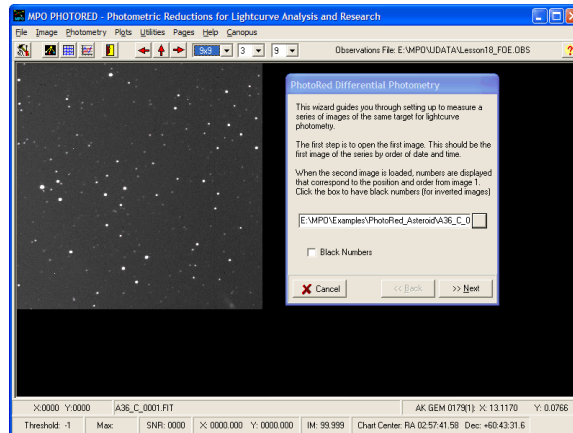 MPO PHOTORED - Photometric Reductions for Lightcurve Analysis and Research
File Image Photometry Plots Utilities Pages Help Canopus
9x9 3 9 Observations File: E:\MPO\UDATA\Lesson18_FOE.OBS ?
PhotoRed Differential Photometry
This wizard guides you through setting up to measure a
series of images of the same target for lightcurve
photometry.
The first step is to open the first image. This should be the
first image of the series by order of date and time.
When the second image is loaded, numbers are displayed
that correspond to the position and order from image 1.
Click the box to have black numbers (for inverted images)
E:\MPO\Examples\PhotoRed_Asteroid\A36_C_0
Black Numbers
Cancel << Back >> Next
X:0000 Y:0000 A36_C_0001.FIT AK GEM 0179(1): X: 13.1170 Y: 0.0766
Threshold: -1 Max: SNR: 0000 X: 0000.000 Y: 0000.000 IM: 99.999 Chart Center: RA 02:57:41.58 Dec: +60:43:31.6